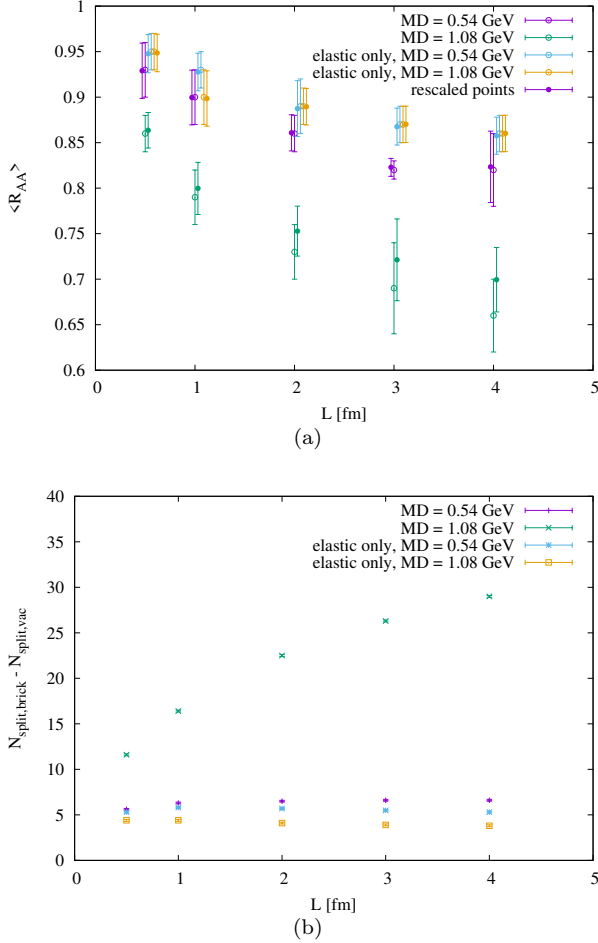 MD = 0.54 GeV
MD = 1.08 GeV
elastic only, MD = 0.54 GeV
elastic only, MD = 1.08 GeV
rescaled points
<R_AA>
1
0.95
0.9
0.85
0.8
0.75
0.7
0.65
0.6
0 1 2 3 4 5
L [fm]
(a)
MD = 0.54 GeV
MD = 1.08 GeV
elastic only, MD = 0.54 GeV
elastic only, MD = 1.08 GeV
N_split,brick - N_split,vac
40
35
30
25
20
15
10
5
0
0 1 2 3 4 5
L [fm]
(b)